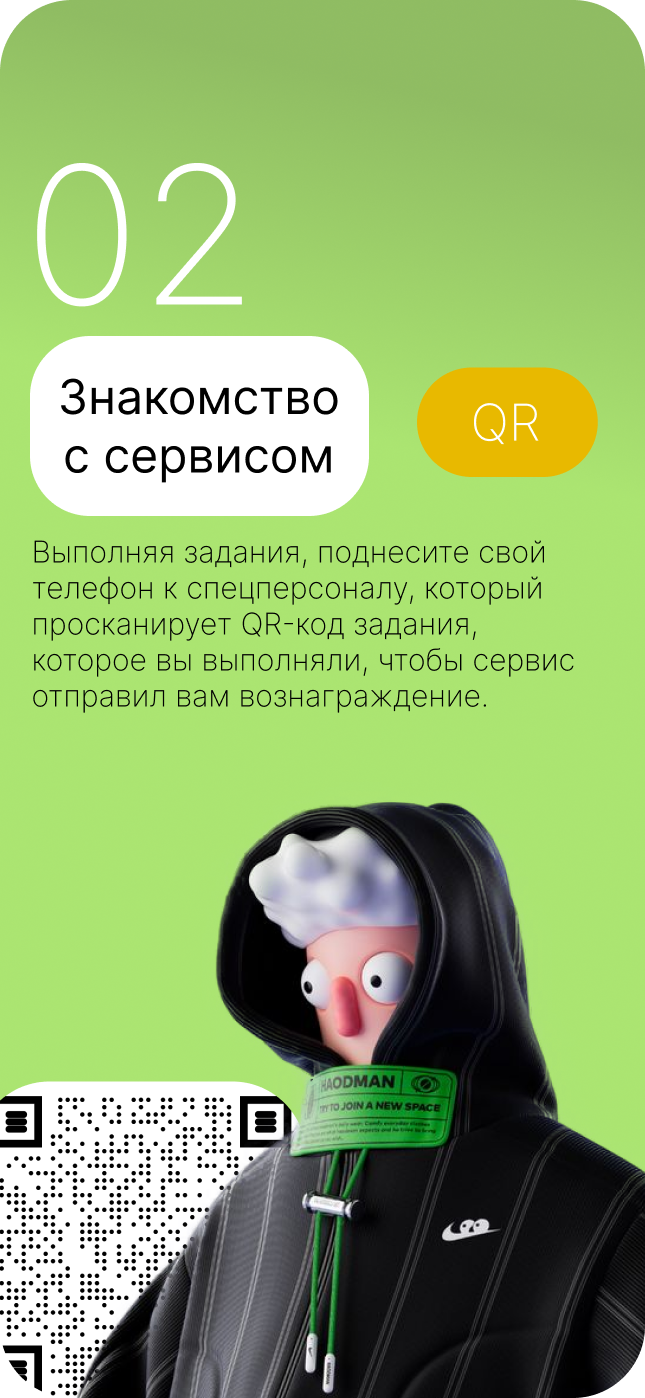 02
Знакомство
с сервисом
QR
Выполняя задания, поднесите свой
телефон к спецперсоналу, который
просканирует QR-код задания,
которое вы выполняли, чтобы сервис
отправил вам вознаграждение.
HAODMAN
TRY TO JOIN A NEW SPACE